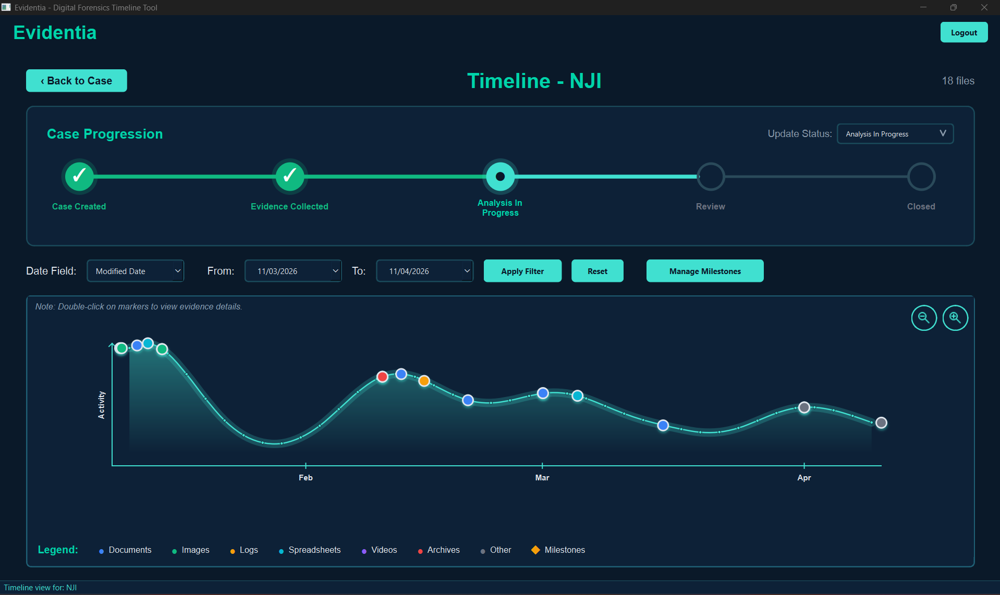 Evidentia - Digital Forensics Timeline Tool
Evidentia
Logout
‹ Back to Case
Timeline - NJI
18 files
Case Progression
Update Status:
Analysis In Progress
Case Created
Evidence Collected
Analysis In
Progress
Review
Closed
Date Field:
Modified Date
From:
11/03/2026
To:
11/04/2026
Apply Filter
Reset
Manage Milestones
Note: Double-click on markers to view evidence details.
Activity
Feb
Mar
Apr
Legend:
Documents
Images
Logs
Spreadsheets
Videos
Archives
Other
Milestones
Timeline view for: NJI